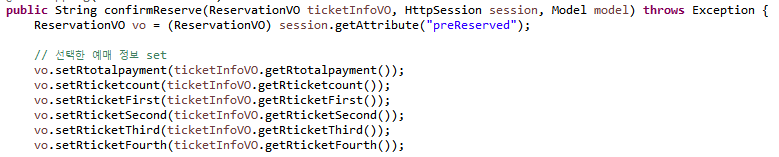 public String confirmReserve(ReservationVO ticketInfoVO, HttpSession session, Model model) throws Exception {
ReservationVO vo = (ReservationVO) session.getAttribute("preReserved");
// 선택한 예매 정보 set
vo.setRtotalpayment(ticketInfoVO.getRtotalpayment());
vo.setRticketcount(ticketInfoVO.getRticketcount());
vo.setRticketFirst(ticketInfoVO.getRticketFirst());
vo.setRticketSecond(ticketInfoVO.getRticketSecond());
vo.setRticketThird(ticketInfoVO.getRticketThird());
vo.setRticketFourth(ticketInfoVO.getRticketFourth());